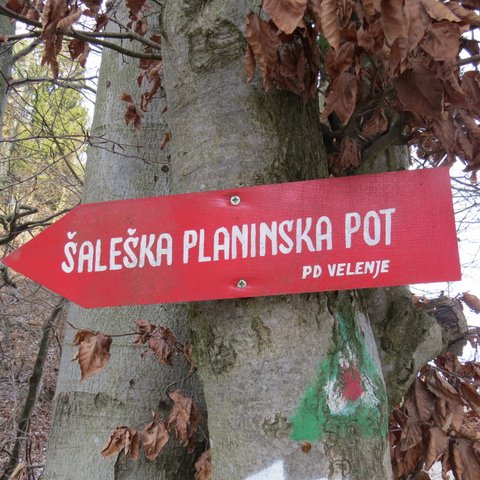 ŠALEŠKA PLANINSKA POT
PD VELENJE